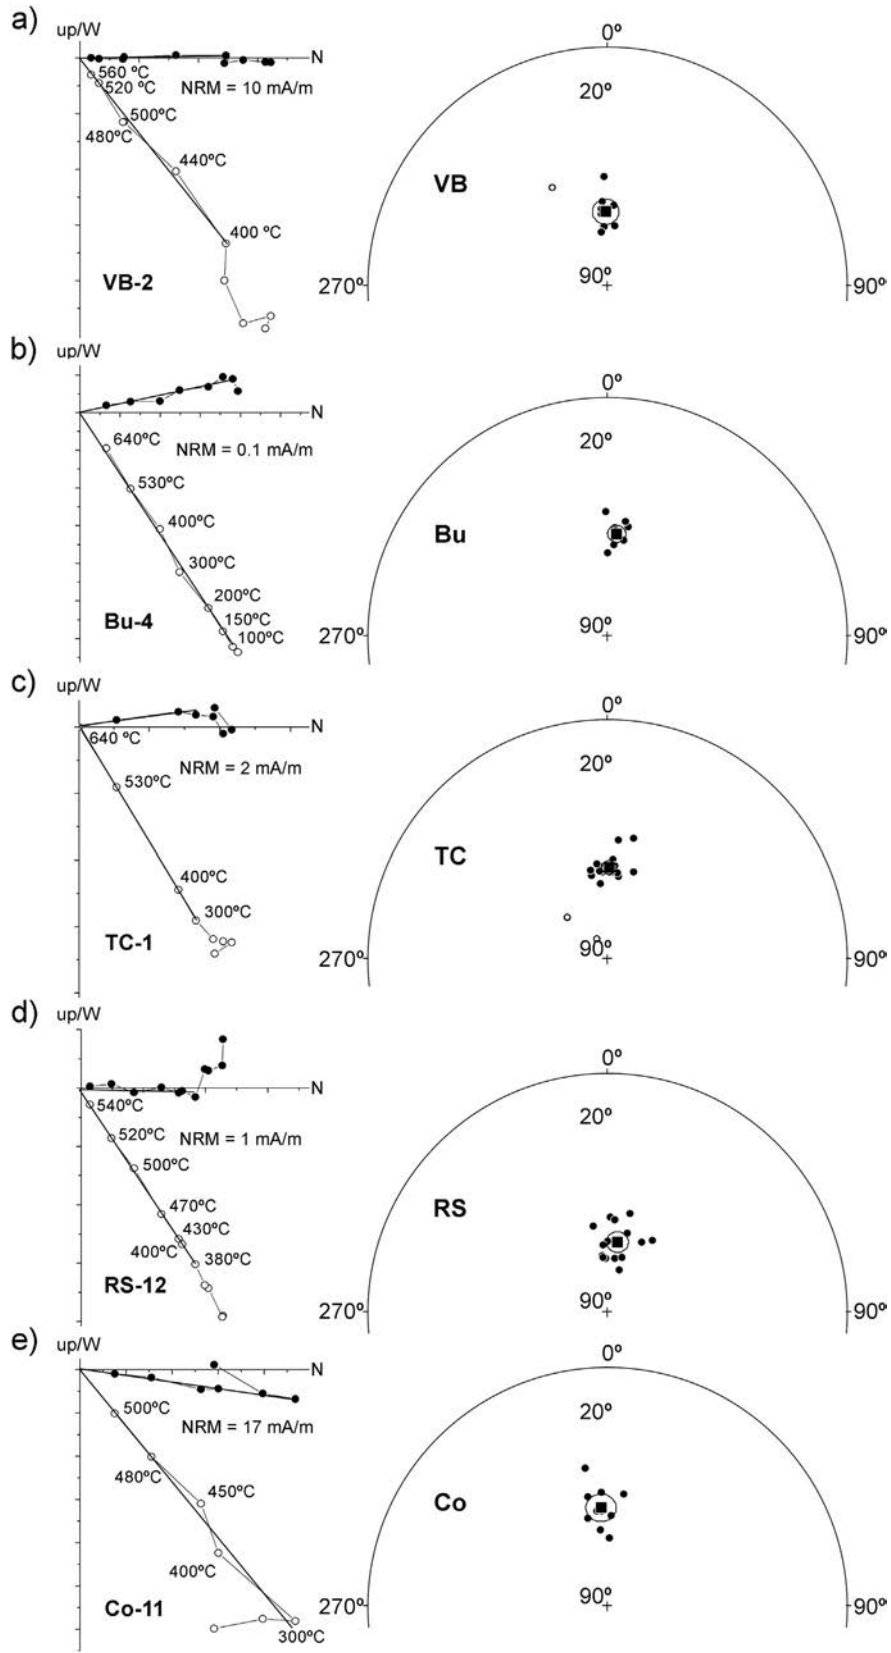 a)
up/W
N
560 ºC
520 ºC
NRM = 10 mA/m
500ºC
480ºC
440ºC
400 ºC
VB-2
0º
20º
VB
90º
270º
90º
b)
up/W
N
640ºC
NRM = 0.1 mA/m
530ºC
400ºC
300ºC
200ºC
150ºC
100ºC
Bu-4
0º
20º
Bu
90º
270º
90º
c)
up/W
N
640 ºC
NRM = 2 mA/m
530ºC
400ºC
300ºC
TC-1
0º
20º
TC
90º
270º
90º
d)
up/W
N
540ºC
NRM = 1 mA/m
520ºC
500ºC
470ºC
430ºC
400ºC
380ºC
RS-12
0º
20º
RS
90º
270º
90º
e)
up/W
N
500ºC
NRM = 17 mA/m
480ºC
450ºC
400ºC
Co-11
300ºC
0º
20º
Co
90º
270º
90º